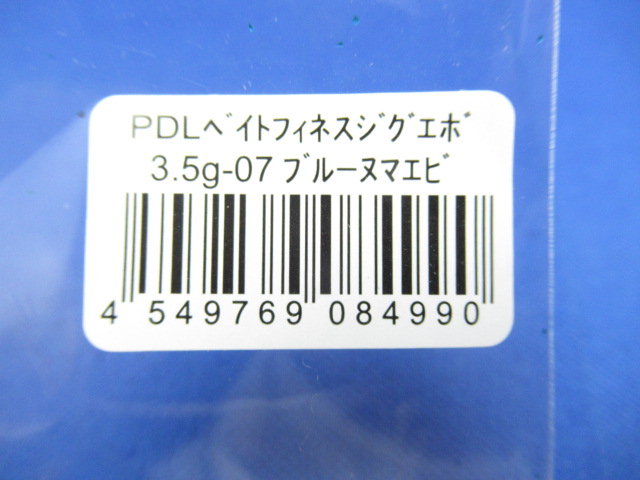 PDLﾍﾞｲﾄﾌｨﾈｽｼﾞｸﾞｴﾎﾞ
3.5g-07 ﾌﾞﾙｰﾇﾏｴﾋﾞ
4 549769 084990